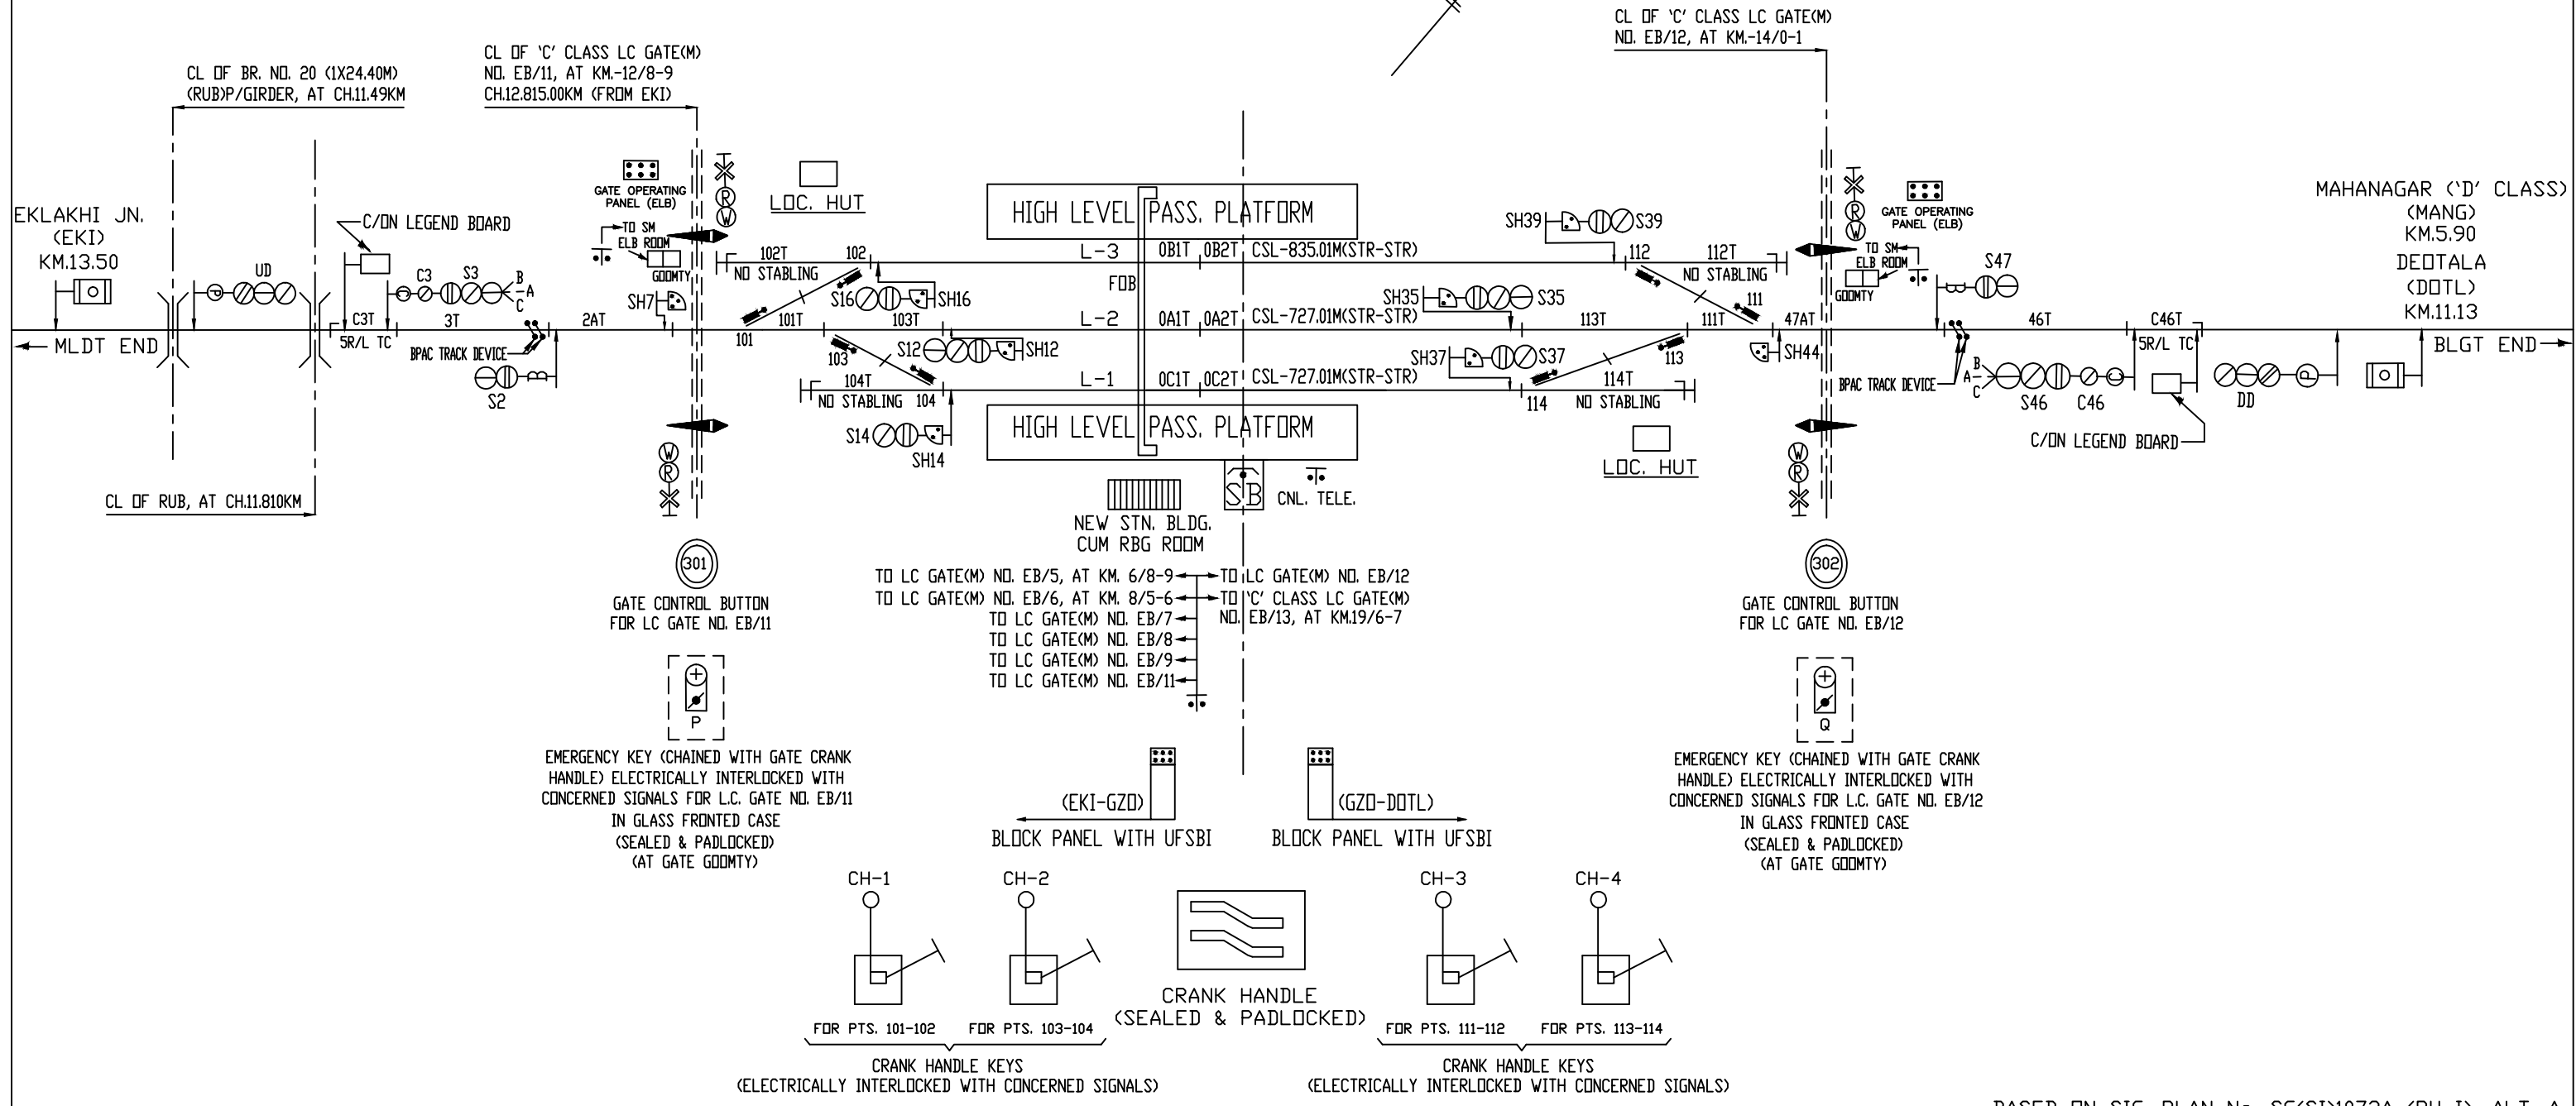 CL OF 'C' CLASS LC GATE(M)
NO. EB/12, AT KM.-14/0-1
CL OF 'C' CLASS LC GATE(M)
NO. EB/11, AT KM.-12/8-9
CH.12.815.00KM (FROM EKI)
CL OF BR. NO. 20 (1X24.40M)
(RUB)P/GIRDER, AT CH.11.49KM
EKLAKHI JN.
(EKI)
KM.13.50
MLDT END
UD
P
C/ON LEGEND BOARD
C3
S3
C
B
A
C
C3T
5R/L TC
3T
BPAC TRACK DEVICE
2AT
S2
B
CL OF RUB, AT CH.11.810KM
GATE OPERATING
PANEL (ELB)
TO SM
ELB ROOM
GOOMTY
SH7
R
W
LOC. HUT
102T
102
NO STABLING
101
101T
S16
SH16
103T
103
S12
SH12
104T
NO STABLING
104
S14
SH14
W
R
HIGH LEVEL PASS. PLATFORM
L-3
0B1T
0B2T
CSL-835.01M(STR-STR)
FOB
L-2
0A1T
0A2T
CSL-727.01M(STR-STR)
L-1
0C1T
0C2T
CSL-727.01M(STR-STR)
HIGH LEVEL PASS. PLATFORM
SH39
S39
SH35
S35
SH37
S37
112
112T
NO STABLING
111
113T
111T
113
114T
114
NO STABLING
47AT
SH44
LOC. HUT
R
W
GATE OPERATING
PANEL (ELB)
TO SM
ELB ROOM
GOOMTY
S47
B
W
R
46T
C46T
5R/L TC
BPAC TRACK DEVICE
B
A
C
S46
C46
C
C/ON LEGEND BOARD
DD
P
MAHANAGAR ('D' CLASS)
(MANG)
KM.5.90
DEOTALA
(DOTL)
KM.11.13
BLGT END
SB
CNL. TELE.
NEW STN. BLDG.
CUM RBG ROOM
TO LC GATE(M) NO. EB/5, AT KM. 6/8-9
TO LC GATE(M) NO. EB/6, AT KM. 8/5-6
TO LC GATE(M) NO. EB/7
TO LC GATE(M) NO. EB/8
TO LC GATE(M) NO. EB/9
TO LC GATE(M) NO. EB/11
TO LC GATE(M) NO. EB/12
TO 'C' CLASS LC GATE(M)
NO. EB/13, AT KM.19/6-7
301
GATE CONTROL BUTTON
FOR LC GATE NO. EB/11
P
EMERGENCY KEY (CHAINED WITH GATE CRANK
HANDLE) ELECTRICALLY INTERLOCKED WITH
CONCERNED SIGNALS FOR L.C. GATE NO. EB/11
IN GLASS FRONTED CASE
(SEALED & PADLOCKED)
(AT GATE GOOMTY)
302
GATE CONTROL BUTTON
FOR LC GATE NO. EB/12
Q
EMERGENCY KEY (CHAINED WITH GATE CRANK
HANDLE) ELECTRICALLY INTERLOCKED WITH
CONCERNED SIGNALS FOR L.C. GATE NO. EB/12
IN GLASS FRONTED CASE
(SEALED & PADLOCKED)
(AT GATE GOOMTY)
(EKI-GZO)
BLOCK PANEL WITH UFSBI
(GZO-DOTL)
BLOCK PANEL WITH UFSBI
CH-1
CH-2
CH-3
CH-4
CRANK HANDLE
(SEALED & PADLOCKED)
FOR PTS. 101-102
FOR PTS. 103-104
FOR PTS. 111-112
FOR PTS. 113-114
CRANK HANDLE KEYS
(ELECTRICALLY INTERLOCKED WITH CONCERNED SIGNALS)
CRANK HANDLE KEYS
(ELECTRICALLY INTERLOCKED WITH CONCERNED SIGNALS)